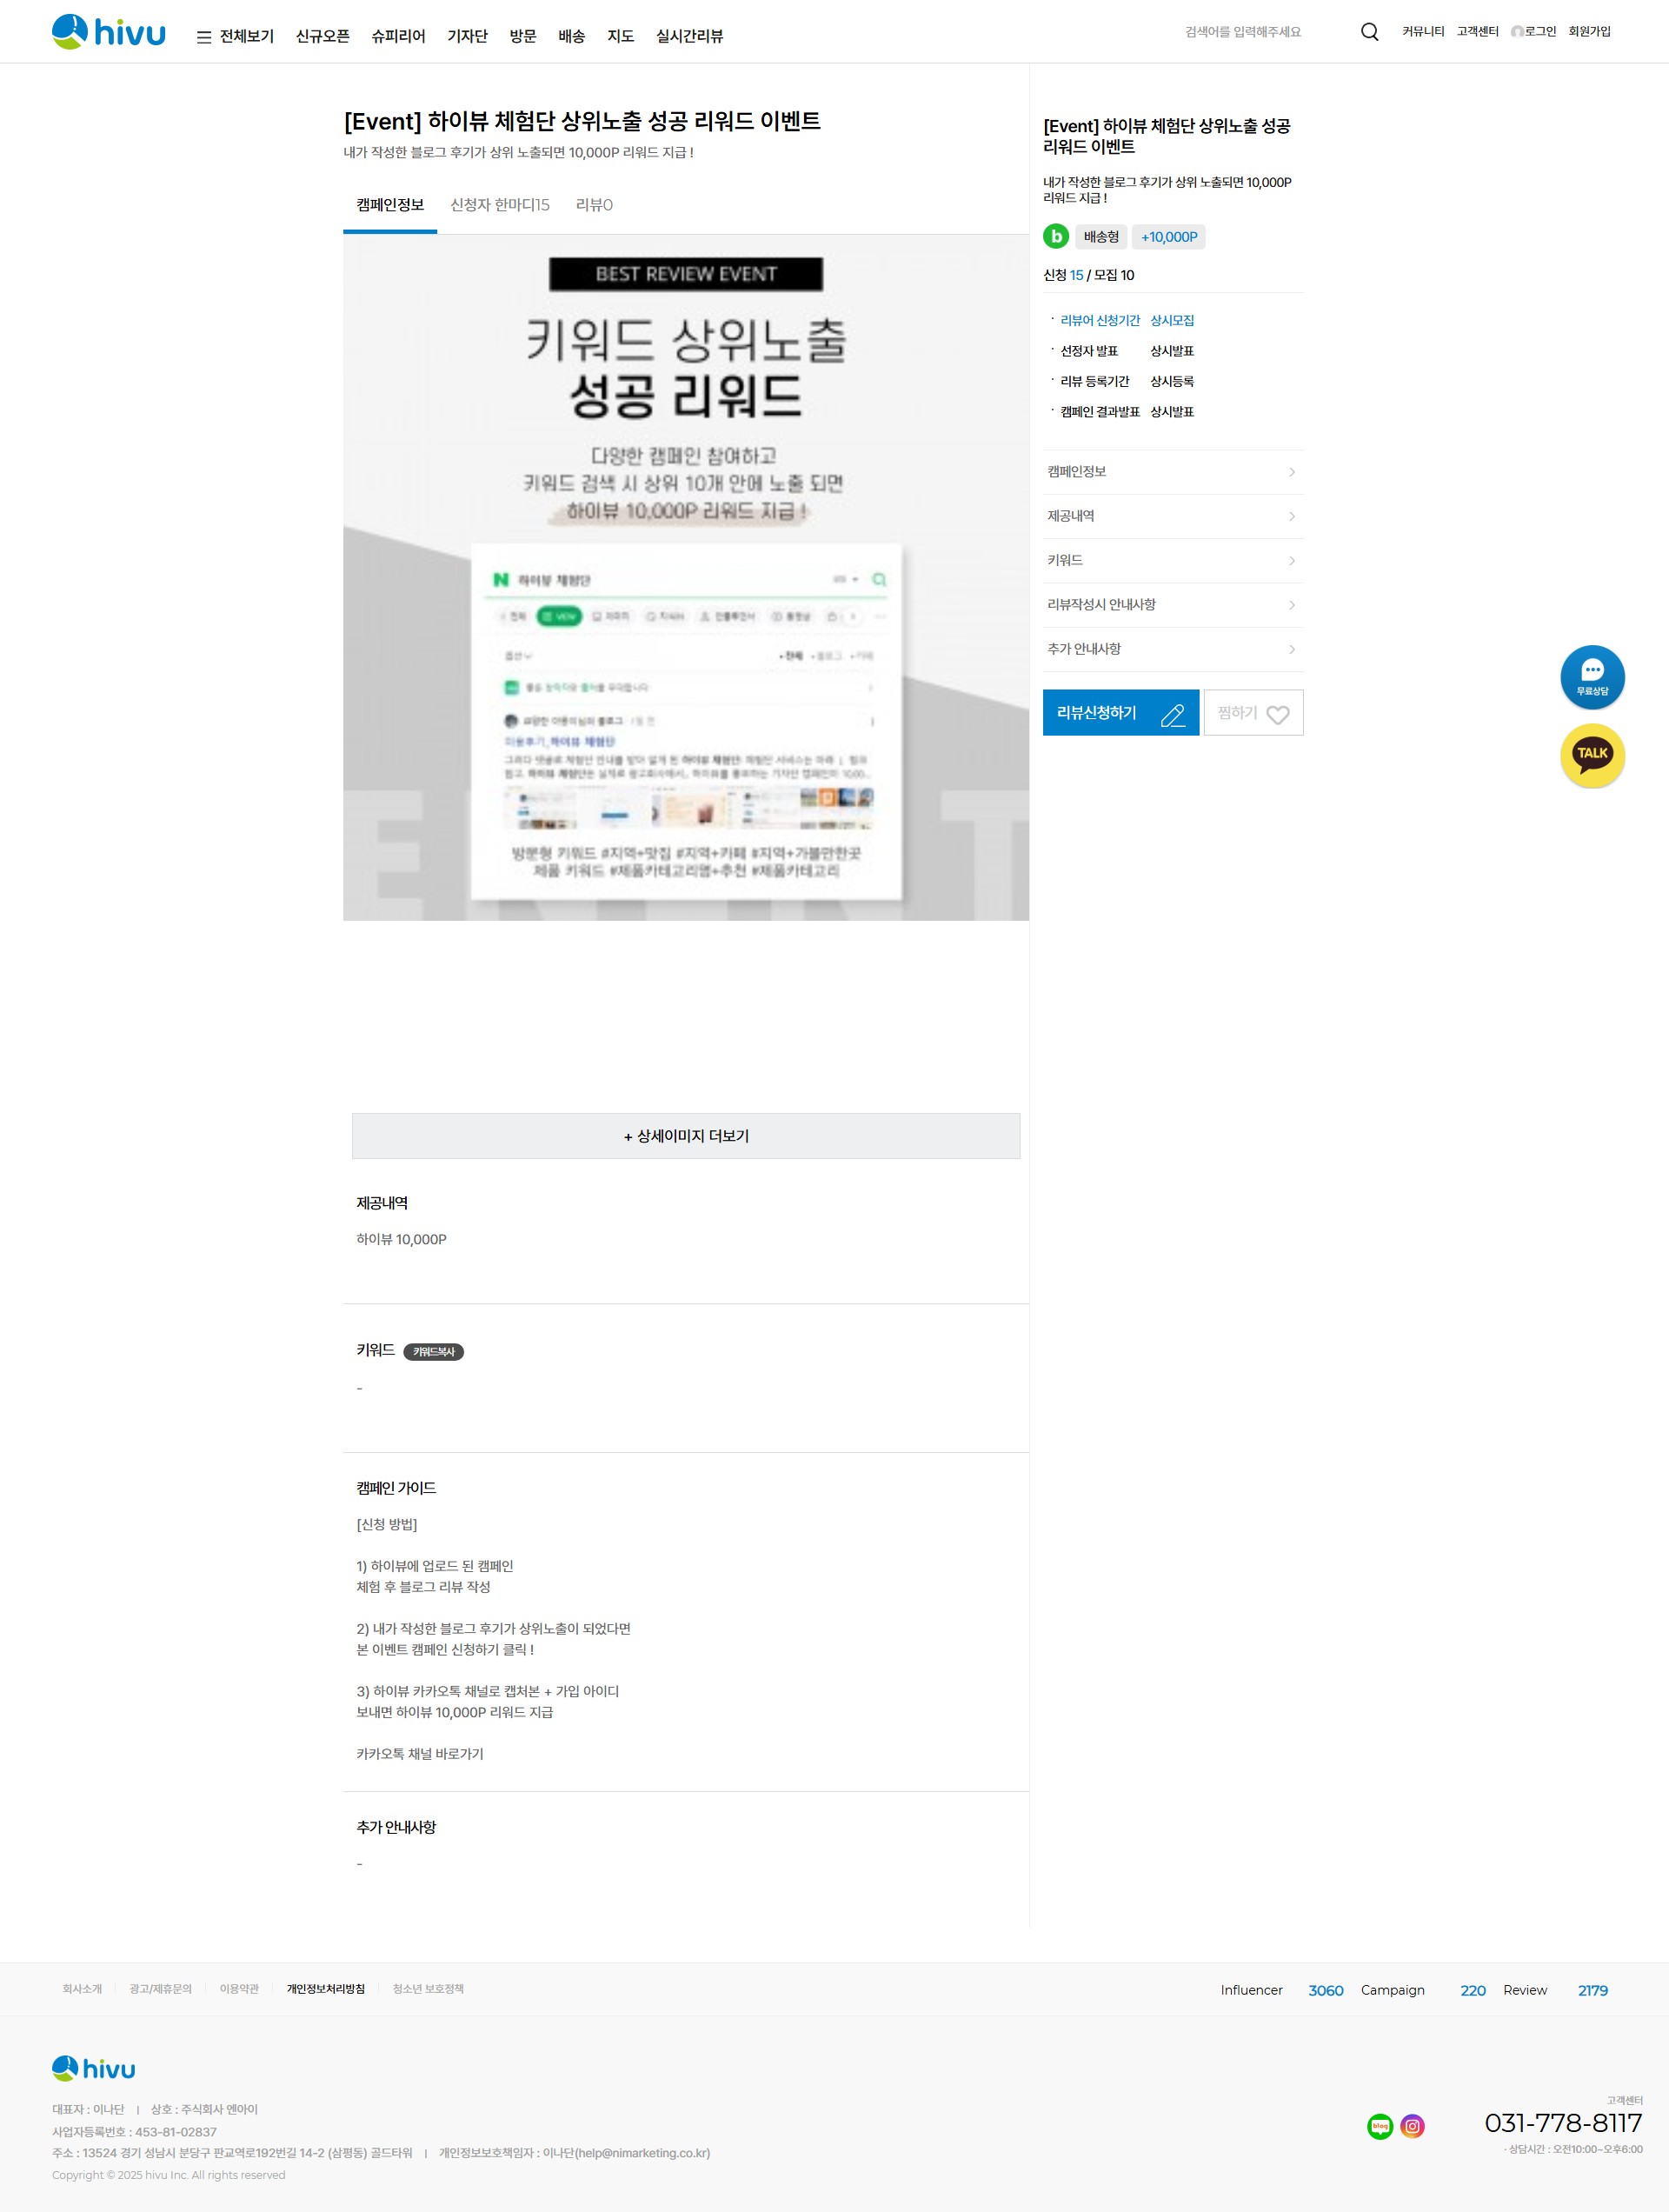 hivu
전체보기 신규오픈 슈피리어 기자단 방문 배송 지도 실시간리뷰
검색어를 입력해주세요
커뮤니티 고객센터 로그인 회원가입
[Event] 하이뷰 체험단 상위노출 성공 리워드 이벤트
내가 작성한 블로그 후기가 상위 노출되면 10,000P 리워드 지급 !
캠페인정보 신청자 한마디15 리뷰0
BEST REVIEW EVENT
키워드 상위노출
성공 리워드
다양한 캠페인 참여하고
키워드 검색 시 상위 10개 안에 노출 되면
하이뷰 10,000P 리워드 지급 !
N 하이뷰 체험단
전체 VIEW 이미지 지식iN 인플루언서 동영상
옵션
전체 블로그 카페
이용후기, 하이뷰 체험단
방문형 키워드 #지역+맛집 #지역+카페 #지역+가볼만한곳
제품 키워드 #제품카테고리명+추천 #제품카테고리
EVENT
+ 상세이미지 더보기
제공내역
하이뷰 10,000P
키워드 키워드복사
-
캠페인 가이드
[신청 방법]
1) 하이뷰에 업로드 된 캠페인
체험 후 블로그 리뷰 작성
2) 내가 작성한 블로그 후기가 상위노출이 되었다면
본 이벤트 캠페인 신청하기 클릭 !
3) 하이뷰 카카오톡 채널로 캡처본 + 가입 아이디
보내면 하이뷰 10,000P 리워드 지급
카카오톡 채널 바로가기
추가 안내사항
-
[Event] 하이뷰 체험단 상위노출 성공
리워드 이벤트
내가 작성한 블로그 후기가 상위 노출되면 10,000P
리워드 지급 !
b 배송형 +10,000P
신청 15 / 모집 10
· 리뷰어 신청기간 상시모집
· 선정자 발표 상시발표
· 리뷰 등록기간 상시등록
· 캠페인 결과발표 상시발표
캠페인정보
제공내역
키워드
리뷰작성시 안내사항
추가 안내사항
리뷰신청하기 찜하기
무료상담
TALK
회사소개 광고/제휴문의 이용약관 개인정보처리방침 청소년 보호정책
Influencer 3060 Campaign 220 Review 2179
hivu
대표자 : 이나단 | 상호 : 주식회사 엔아이
사업자등록번호 : 453-81-02837
주소 : 13524 경기 성남시 분당구 판교역로192번길 14-2 (삼평동) 골드타워 | 개인정보보호책임자 : 이나단(help@nimarketing.co.kr)
Copyright © 2025 hivu Inc. All rights reserved
blog
고객센터
031-778-8117
· 상담시간 : 오전10:00~오후6:00